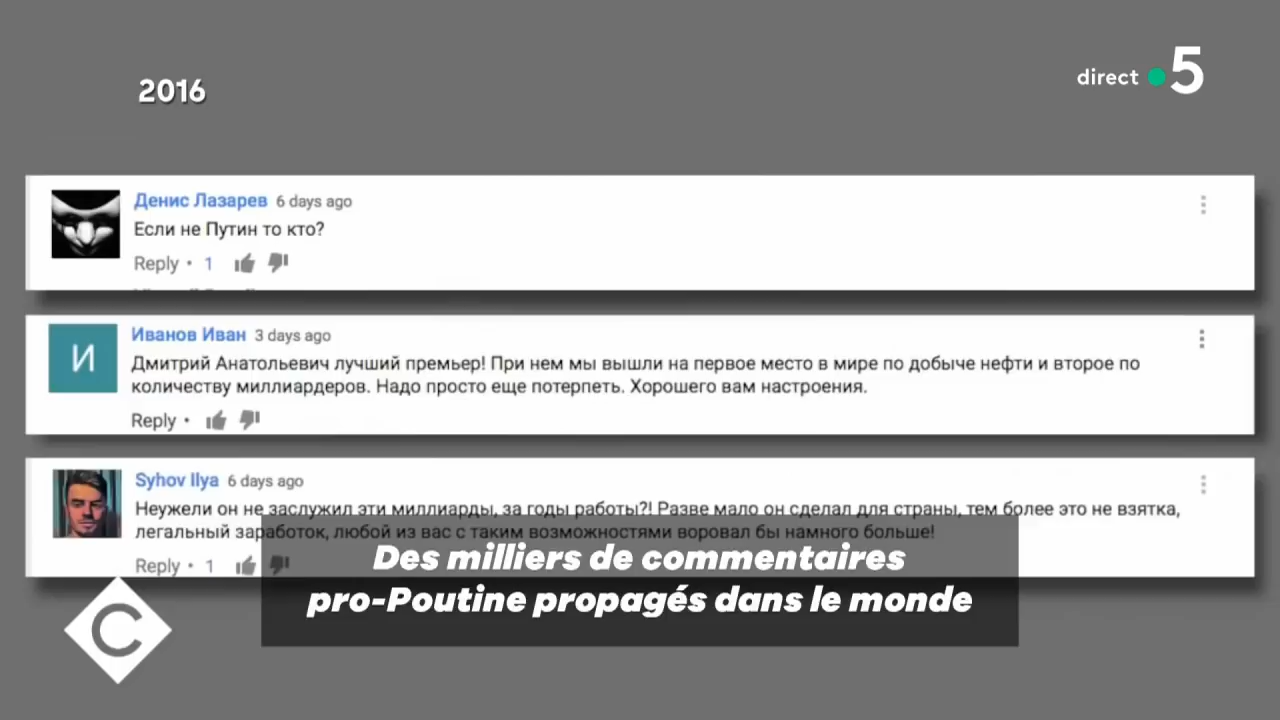 2016
direct 5
Денис Лазарев 6 days ago
Если не Путин то кто?
Reply • 1
И
Иванов Иван 3 days ago
Дмитрий Анатольевич лучший премьер! При нем мы вышли на первое место в мире по добыче нефти и второе по
количеству миллиардеров. Надо просто еще потерпеть. Хорошего вам настроения.
Reply •
Syhov Ilya 6 days ago
Неужели он не заслужил эти миллиарды, за годы работы?! Разве мало он сделал для страны, тем более это не взятка,
легальный заработок, любой из вас с таким возможностями воровал бы намного больше!
Reply • 1
Des milliers de commentaires
pro-Poutine propagés dans le monde
C